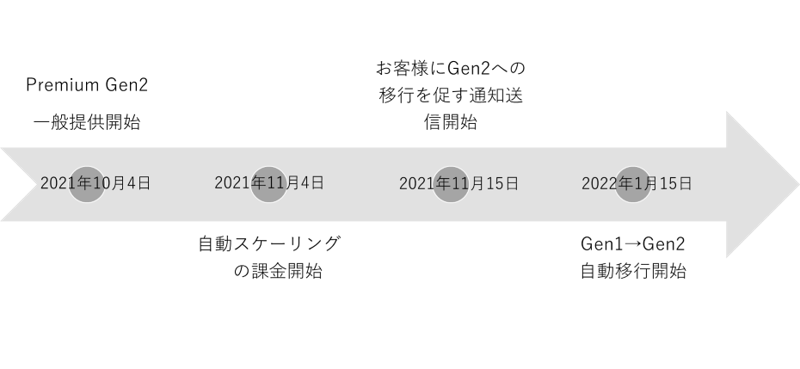 Premium Gen2
一般提供開始
お客様にGen2への
移行を促す通知送
信開始
2021年10月4日
2021年11月4日
2021年11月15日
2022年1月15日
自動スケーリング
の課金開始
Gen1→Gen2
自動移行開始